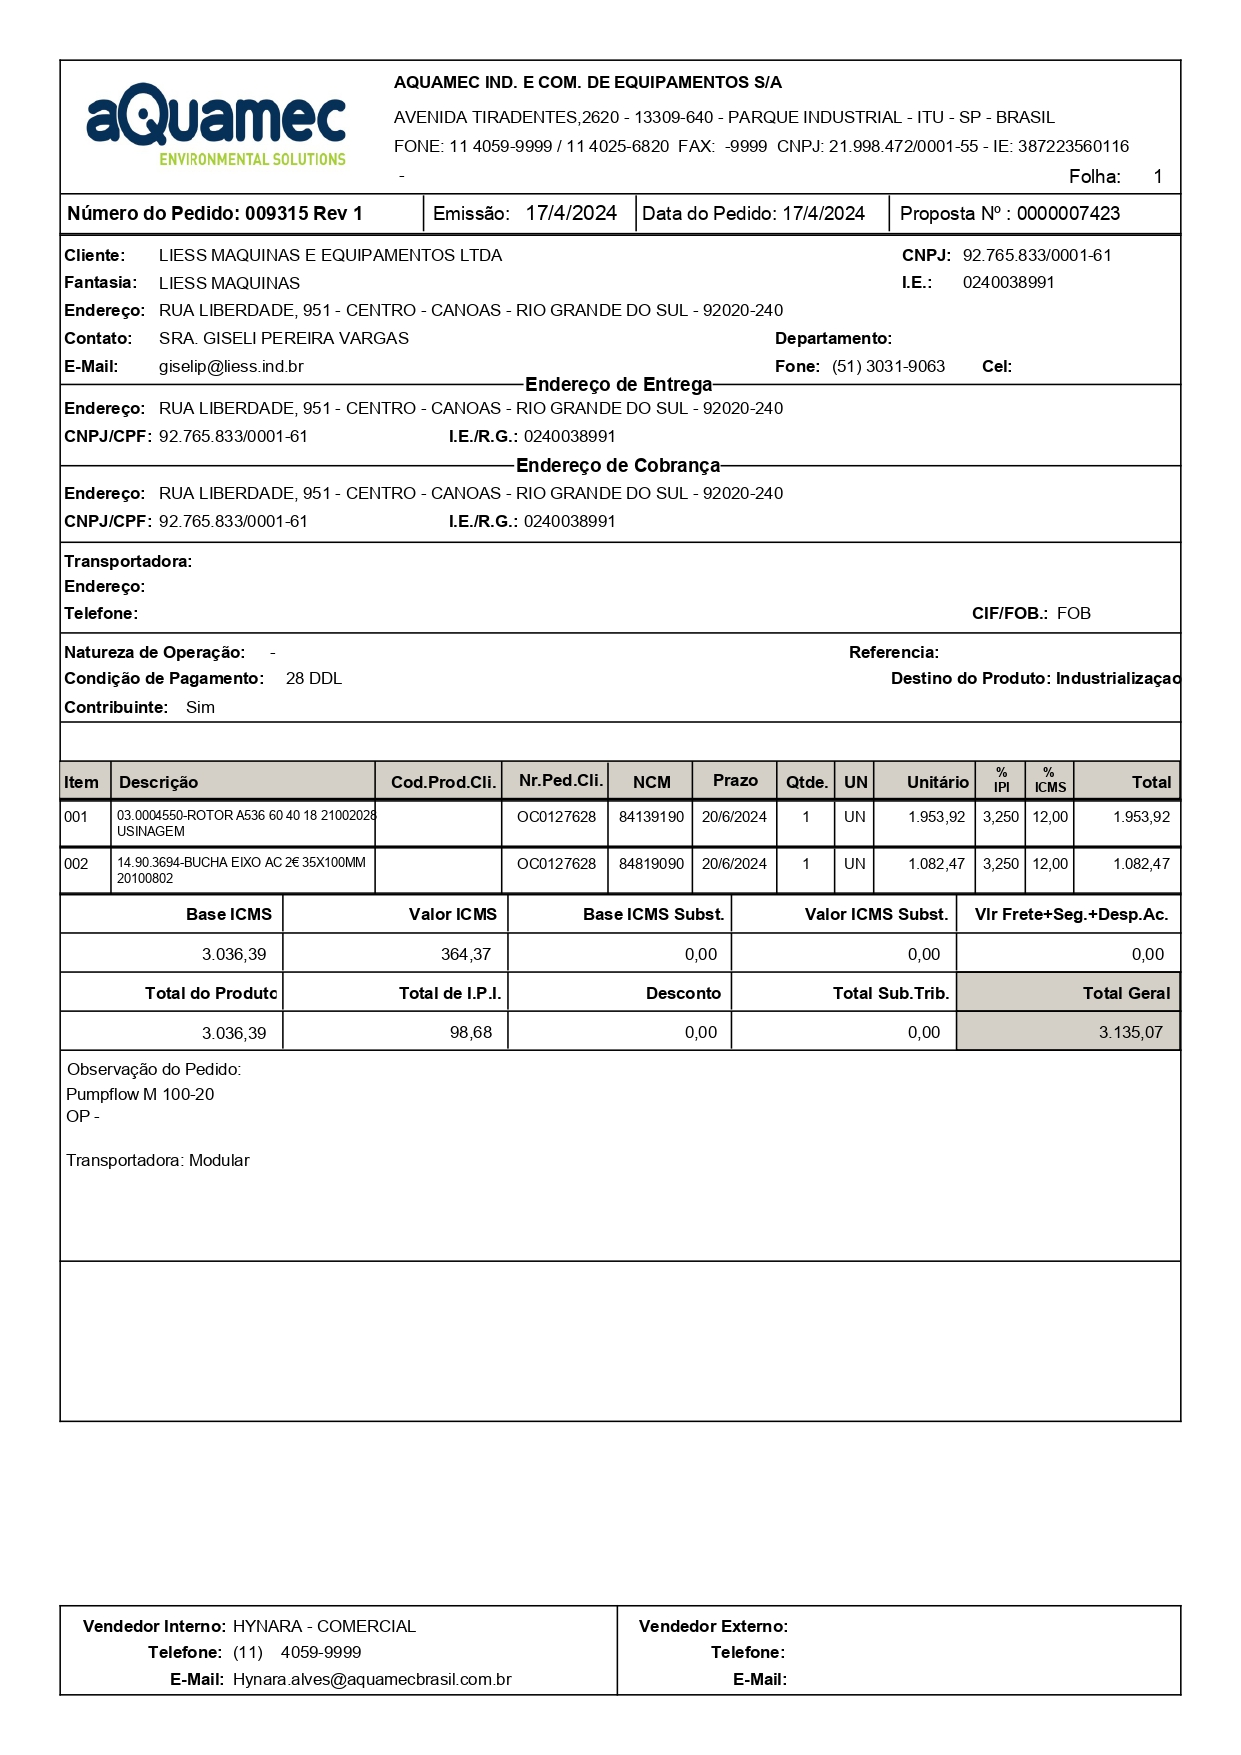 aQuamec
ENVIRONMENTAL SOLUTIONS
AQUAMEC IND. E COM. DE EQUIPAMENTOS S/A
AVENIDA TIRADENTES,2620 - 13309-640 - PARQUE INDUSTRIAL - ITU - SP - BRASIL
FONE: 11 4059-9999 / 11 4025-6820 FAX: -9999 CNPJ: 21.998.472/0001-55 - IE: 387223560116
-
Folha: 1
Número do Pedido: 009315 Rev 1 Emissão: 17/4/2024 Data do Pedido: 17/4/2024 Proposta Nº : 0000007423
Cliente: LIESS MAQUINAS E EQUIPAMENTOS LTDA CNPJ: 92.765.833/0001-61
Fantasia: LIESS MAQUINAS I.E.: 0240038991
Endereço: RUA LIBERDADE, 951 - CENTRO - CANOAS - RIO GRANDE DO SUL - 92020-240
Contato: SRA. GISELI PEREIRA VARGAS Departamento:
E-Mail: giselip@liess.ind.br Fone: (51) 3031-9063 Cel:
Endereço de Entrega
Endereço: RUA LIBERDADE, 951 - CENTRO - CANOAS - RIO GRANDE DO SUL - 92020-240
CNPJ/CPF: 92.765.833/0001-61 I.E./R.G.: 0240038991
Endereço de Cobrança
Endereço: RUA LIBERDADE, 951 - CENTRO - CANOAS - RIO GRANDE DO SUL - 92020-240
CNPJ/CPF: 92.765.833/0001-61 I.E./R.G.: 0240038991
Transportadora:
Endereço:
Telefone: CIF/FOB.: FOB
Natureza de Operação: - Referencia:
Condição de Pagamento: 28 DDL Destino do Produto: Industrializaçao
Contribuinte: Sim
Item Descrição Cod.Prod.Cli. Nr.Ped.Cli. NCM Prazo Qtde. UN Unitário % IPI % ICMS Total
001 03.0004550-ROTOR A536 60 40 18 21002028 OC0127628 84139190 20/6/2024 1 UN 1.953,92 3,250 12,00 1.953,92
USINAGEM
002 14.90.3694-BUCHA EIXO AC 2€ 35X100MM OC0127628 84819090 20/6/2024 1 UN 1.082,47 3,250 12,00 1.082,47
20100802
Base ICMS Valor ICMS Base ICMS Subst. Valor ICMS Subst. Vlr Frete+Seg.+Desp.Ac.
3.036,39 364,37 0,00 0,00 0,00
Total do Produto Total de I.P.I. Desconto Total Sub.Trib. Total Geral
3.036,39 98,68 0,00 0,00 3.135,07
Observação do Pedido:
Pumpflow M 100-20
OP -
Transportadora: Modular
Vendedor Interno: HYNARA - COMERCIAL Vendedor Externo:
Telefone: (11) 4059-9999 Telefone:
E-Mail: Hynara.alves@aquamecbrasil.com.br E-Mail: